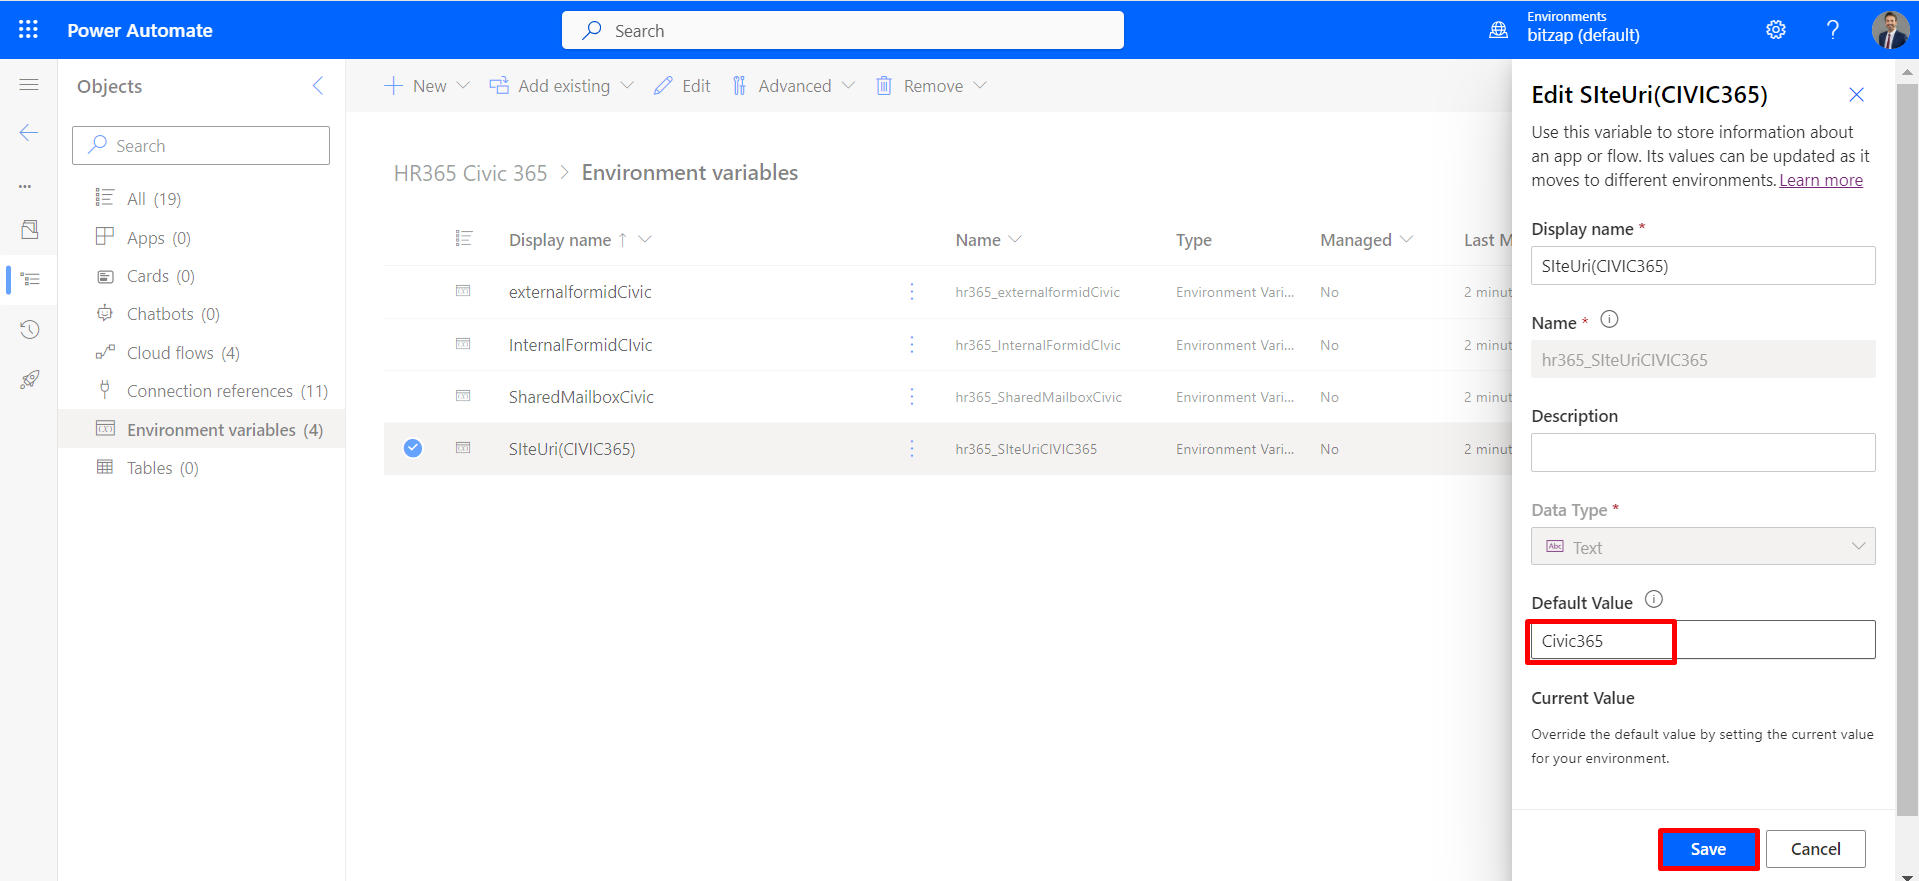 Power Automate
Search
Environments
bitzap (default)
Objects
Search
All (19)
Apps (0)
Cards (0)
Chatbots (0)
Cloud flows (4)
Connection references (11)
Environment variables (4)
Tables (0)
New
Add existing
Edit
Advanced
Remove
HR365 Civic 365 > Environment variables
Display name ↑ Name Type Managed Last M
externalformidCivic hr365_externalformidCivic Environment Vari... No 2 minut
InternalFormidCIvic hr365_InternalFormidCIvic Environment Vari... No 2 minut
SharedMailboxCivic hr365_SharedMailboxCivic Environment Vari... No 2 minut
SIteUri(CIVIC365) hr365_SIteUriCIVIC365 Environment Vari... No 2 minut
Edit SIteUri(CIVIC365)
Use this variable to store information about
an app or flow. Its values can be updated as it
moves to different environments. Learn more
Display name *
SIteUri(CIVIC365)
Name *
hr365_SIteUriCIVIC365
Description
Data Type *
Abc Text
Default Value
Civic365
Current Value
Override the default value by setting the current value
for your environment.
Save
Cancel